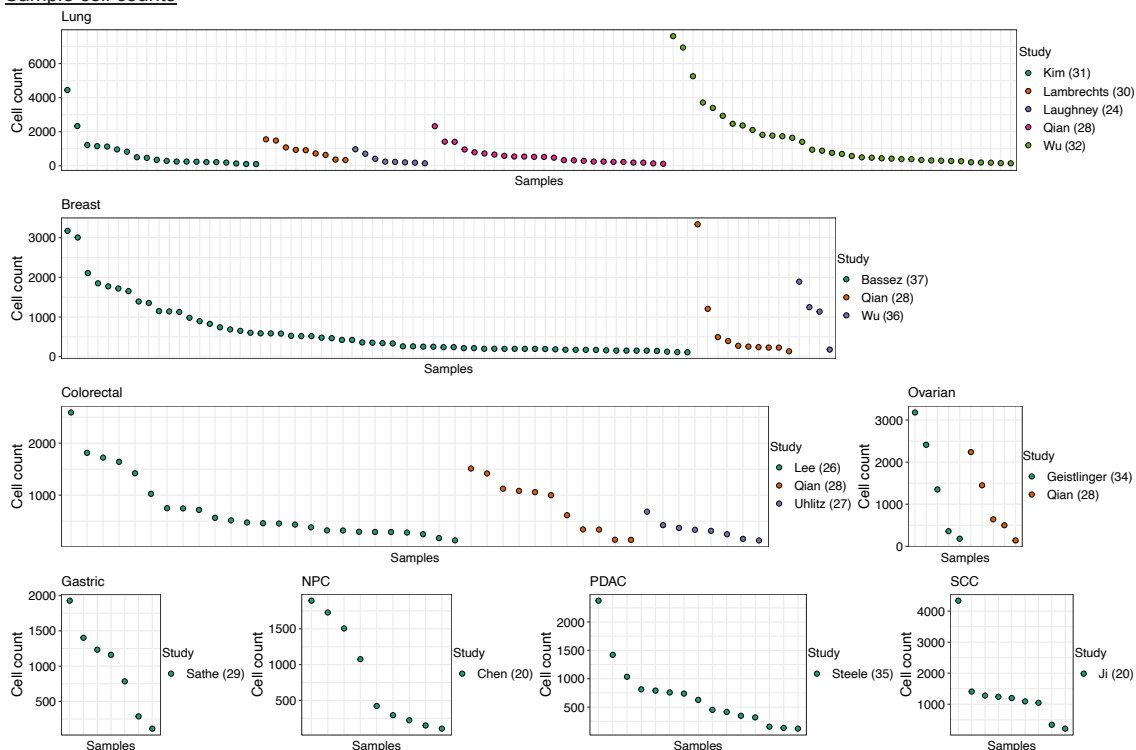 Sample cell counts
Lung
Cell count
6000
4000
2000
0
Samples
Study
Kim (31)
Lambrechts (30)
Laughney (24)
Qian (28)
Wu (32)
Breast
Cell count
3000
2000
1000
0
Samples
Study
Bassez (37)
Qian (28)
Wu (36)
Colorectal
Cell count
2000
1000
Samples
Study
Lee (26)
Qian (28)
Uhlitz (27)
Ovarian
Cell count
3000
2000
1000
0
Samples
Study
Geistlinger (34)
Qian (28)
Gastric
Cell count
2000
1500
1000
500
Samples
Study
Sathe (29)
NPC
Cell count
1500
1000
500
Samples
Study
Chen (20)
PDAC
Cell count
2000
1500
1000
500
Samples
Study
Steele (35)
SCC
Cell count
4000
3000
2000
1000
Samples
Study
Ji (20)